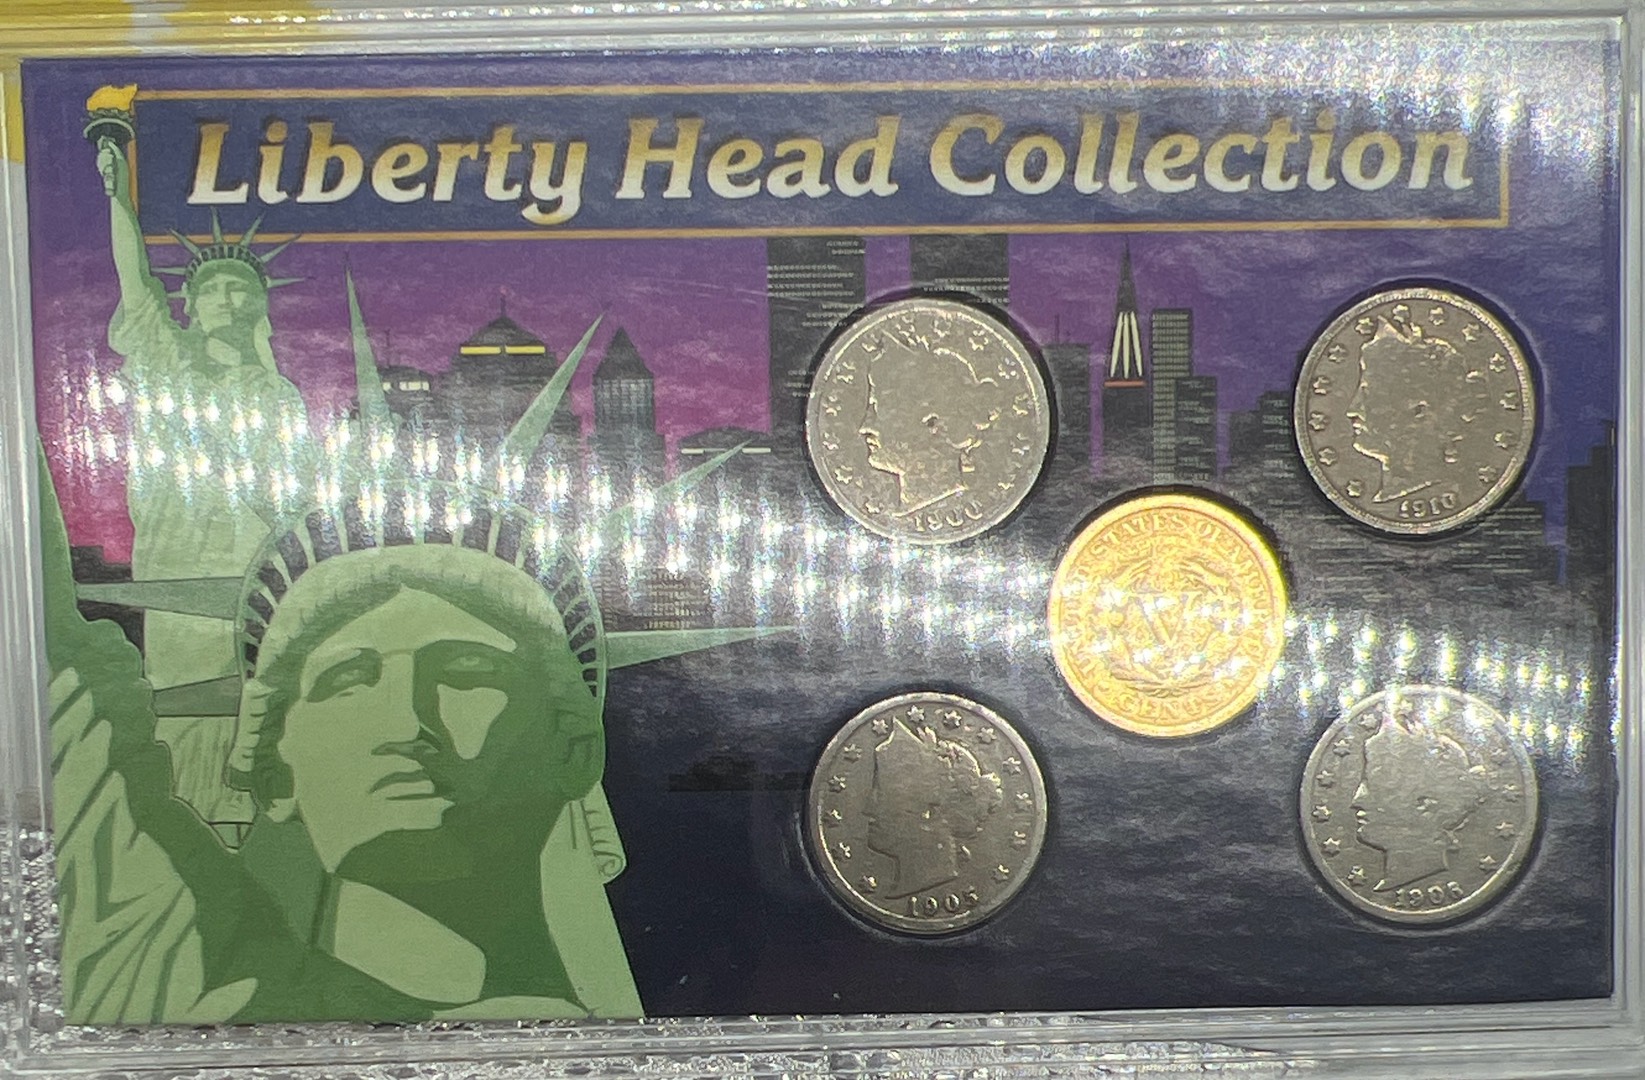 Liberty Head Collection
1900
1910
UNITED STATES OF AMERICA
V
CENTS
1905
1906